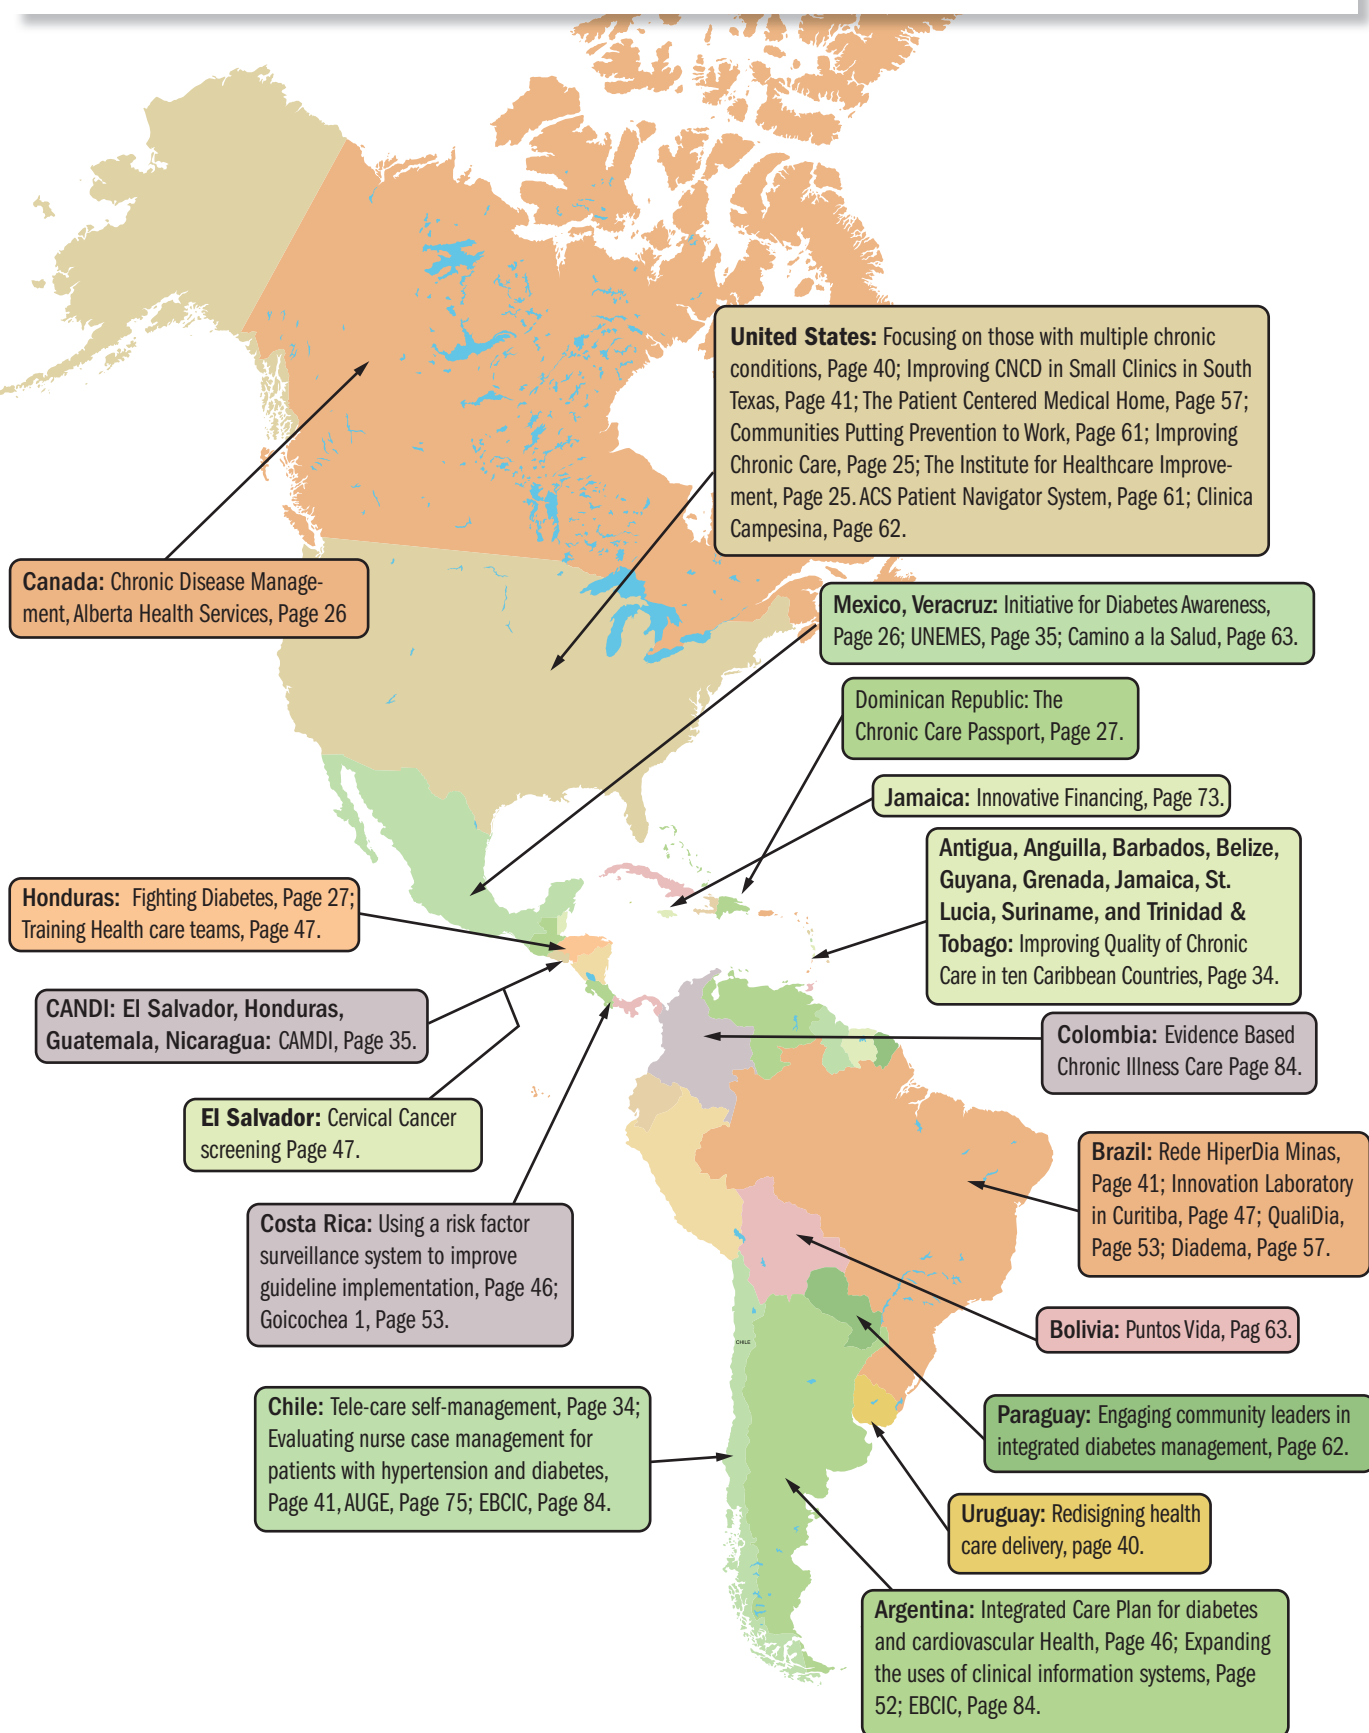 United States: Focusing on those with multiple chronic
conditions, Page 40; Improving CNCD in Small Clinics in South
Texas, Page 41; The Patient Centered Medical Home, Page 57;
Communities Putting Prevention to Work, Page 61; Improving
Chronic Care, Page 25; The Institute for Healthcare Improve-
ment, Page 25. ACS Patient Navigator System, Page 61; Clinica
Campesina, Page 62.
Canada: Chronic Disease Manage-
ment, Alberta Health Services, Page 26
Mexico, Veracruz: Initiative for Diabetes Awareness,
Page 26; UNEMES, Page 35; Camino a la Salud, Page 63.
Dominican Republic: The
Chronic Care Passport, Page 27.
Jamaica: Innovative Financing, Page 73.
Antigua, Anguilla, Barbados, Belize,
Guyana, Grenada, Jamaica, St.
Lucia, Suriname, and Trinidad &
Tobago: Improving Quality of Chronic
Care in ten Caribbean Countries, Page 34.
Honduras: Fighting Diabetes, Page 27;
Training Health care teams, Page 47.
CANDI: El Salvador, Honduras,
Guatemala, Nicaragua: CAMDI, Page 35.
Colombia: Evidence Based
Chronic Illness Care Page 84.
El Salvador: Cervical Cancer
screening Page 47.
Brazil: Rede HiperDia Minas,
Page 41; Innovation Laboratory
in Curitiba, Page 47; QualiDia,
Page 53; Diadema, Page 57.
Costa Rica: Using a risk factor
surveillance system to improve
guideline implementation, Page 46;
Goicochea 1, Page 53.
Bolivia: Puntos Vida, Pag 63.
CHILE
Chile: Tele-care self-management, Page 34;
Evaluating nurse case management for
patients with hypertension and diabetes,
Page 41, AUGE, Page 75; EBCIC, Page 84.
Paraguay: Engaging community leaders in
integrated diabetes management, Page 62.
Uruguay: Redisigning health
care delivery, page 40.
Argentina: Integrated Care Plan for diabetes
and cardiovascular Health, Page 46; Expanding
the uses of clinical information systems, Page
52; EBCIC, Page 84.